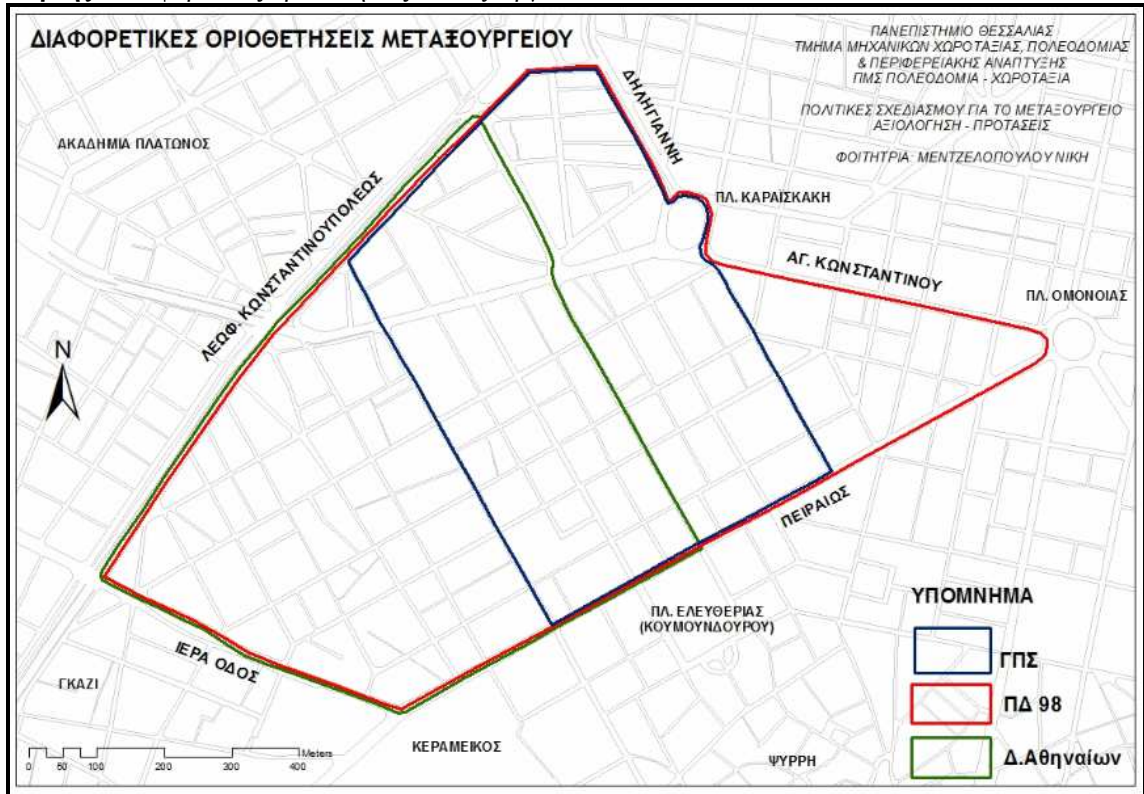 ΔΙΑΦΟΡΕΤΙΚΕΣ ΟΡΙΟΘΕΤΗΣΕΙΣ ΜΕΤΑΞΟΥΡΓΕΙΟΥ
ΠΑΝΕΠΙΣΤΗΜΙΟ ΘΕΣΣΑΛΙΑΣ
ΤΜΗΜΑ ΜΗΧΑΝΙΚΩΝ ΧΩΡΟΤΑΞΙΑΣ, ΠΟΛΕΟΔΟΜΙΑΣ
& ΠΕΡΙΦΕΡΕΙΑΚΗΣ ΑΝΑΠΤΥΞΗΣ
ΠΜΣ ΠΟΛΕΟΔΟΜΙΑ - ΧΩΡΟΤΑΞΙΑ
ΠΟΛΙΤΙΚΕΣ ΣΧΕΔΙΑΣΜΟΥ ΓΙΑ ΤΟ ΜΕΤΑΞΟΥΡΓΕΙΟ
ΑΞΙΟΛΟΓΗΣΗ - ΠΡΟΤΑΣΕΙΣ
ΦΟΙΤΗΤΡΙΑ: ΜΕΝΤΖΕΛΟΠΟΥΛΟΥ ΝΙΚΗ
ΔΗΛΗΓΙΑΝΝΗ
ΑΚΑΔΗΜΙΑ ΠΛΑΤΩΝΟΣ
ΛΕΩΦ. ΚΩΝΣΤΑΝΤΙΝΟΥΠΟΛΕΩΣ
ΠΛ. ΚΑΡΑΪΣΚΑΚΗ
ΑΓ. ΚΩΝΣΤΑΝΤΙΝΟΥ
ΠΛ. ΟΜΟΝΟΙΑΣ
N
ΠΕΙΡΑΙΩΣ
ΠΛ. ΕΛΕΥΘΕΡΙΑΣ
(ΚΟΥΜΟΥΝΔΟΥΡΟΥ)
ΙΕΡΑ ΟΔΟΣ
ΓΚΑΖΙ
ΚΕΡΑΜΕΙΚΟΣ
ΨΥΡΡΗ
ΥΠΟΜΝΗΜΑ
ΓΠΣ
ΠΔ 98
Δ.Αθηναίων
Meters
0 50 100 200 300 400